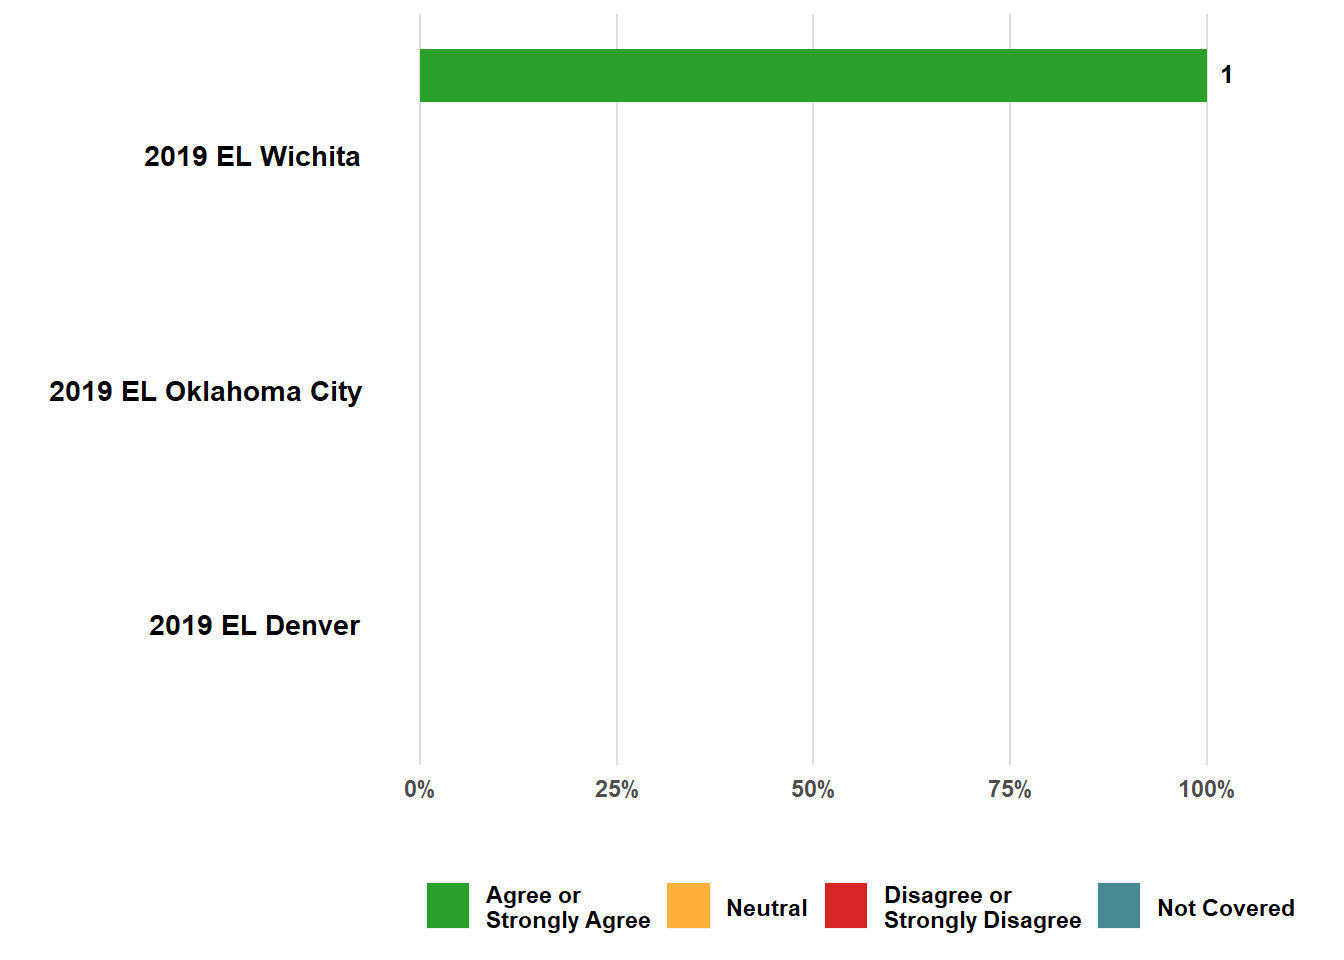 1
2019 EL Wichita
2019 EL Oklahoma City
2019 EL Denver
0%
25%
50%
75%
100%
Agree or
Strongly Agree
Neutral
Disagree or
Strongly Disagree
Not Covered